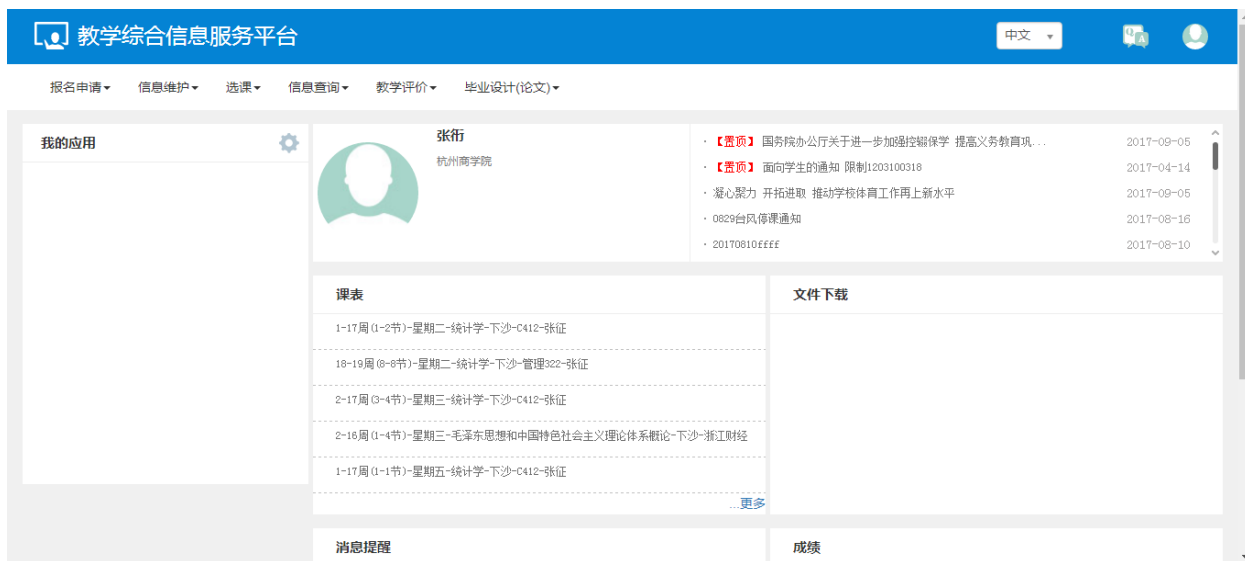 教学综合信息服务平台
中文
报名申请 信息维护 选课 信息查询 教学评价 毕业设计(论文)
我的应用
张衎
杭州商学院
· 【置顶】 国务院办公厅关于进一步加强控辍保学 提高义务教育巩... 2017-09-05
· 【置顶】 面向学生的通知 限制1203100318 2017-04-14
· 凝心聚力 开拓进取 推动学校体育工作再上新水平 2017-09-05
· 0829台风停课通知 2017-08-16
· 20170810ffff 2017-08-10
课表
1-17周(1-2节)-星期二-统计学-下沙-C412-张征
18-19周(8-8节)-星期二-统计学-下沙-管理322-张征
2-17周(3-4节)-星期三-统计学-下沙-C412-张征
2-16周(1-4节)-星期三-毛泽东思想和中国特色社会主义理论体系概论-下沙-浙江财经
1-17周(1-1节)-星期五-统计学-下沙-C412-张征
...更多
文件下载
消息提醒
成绩